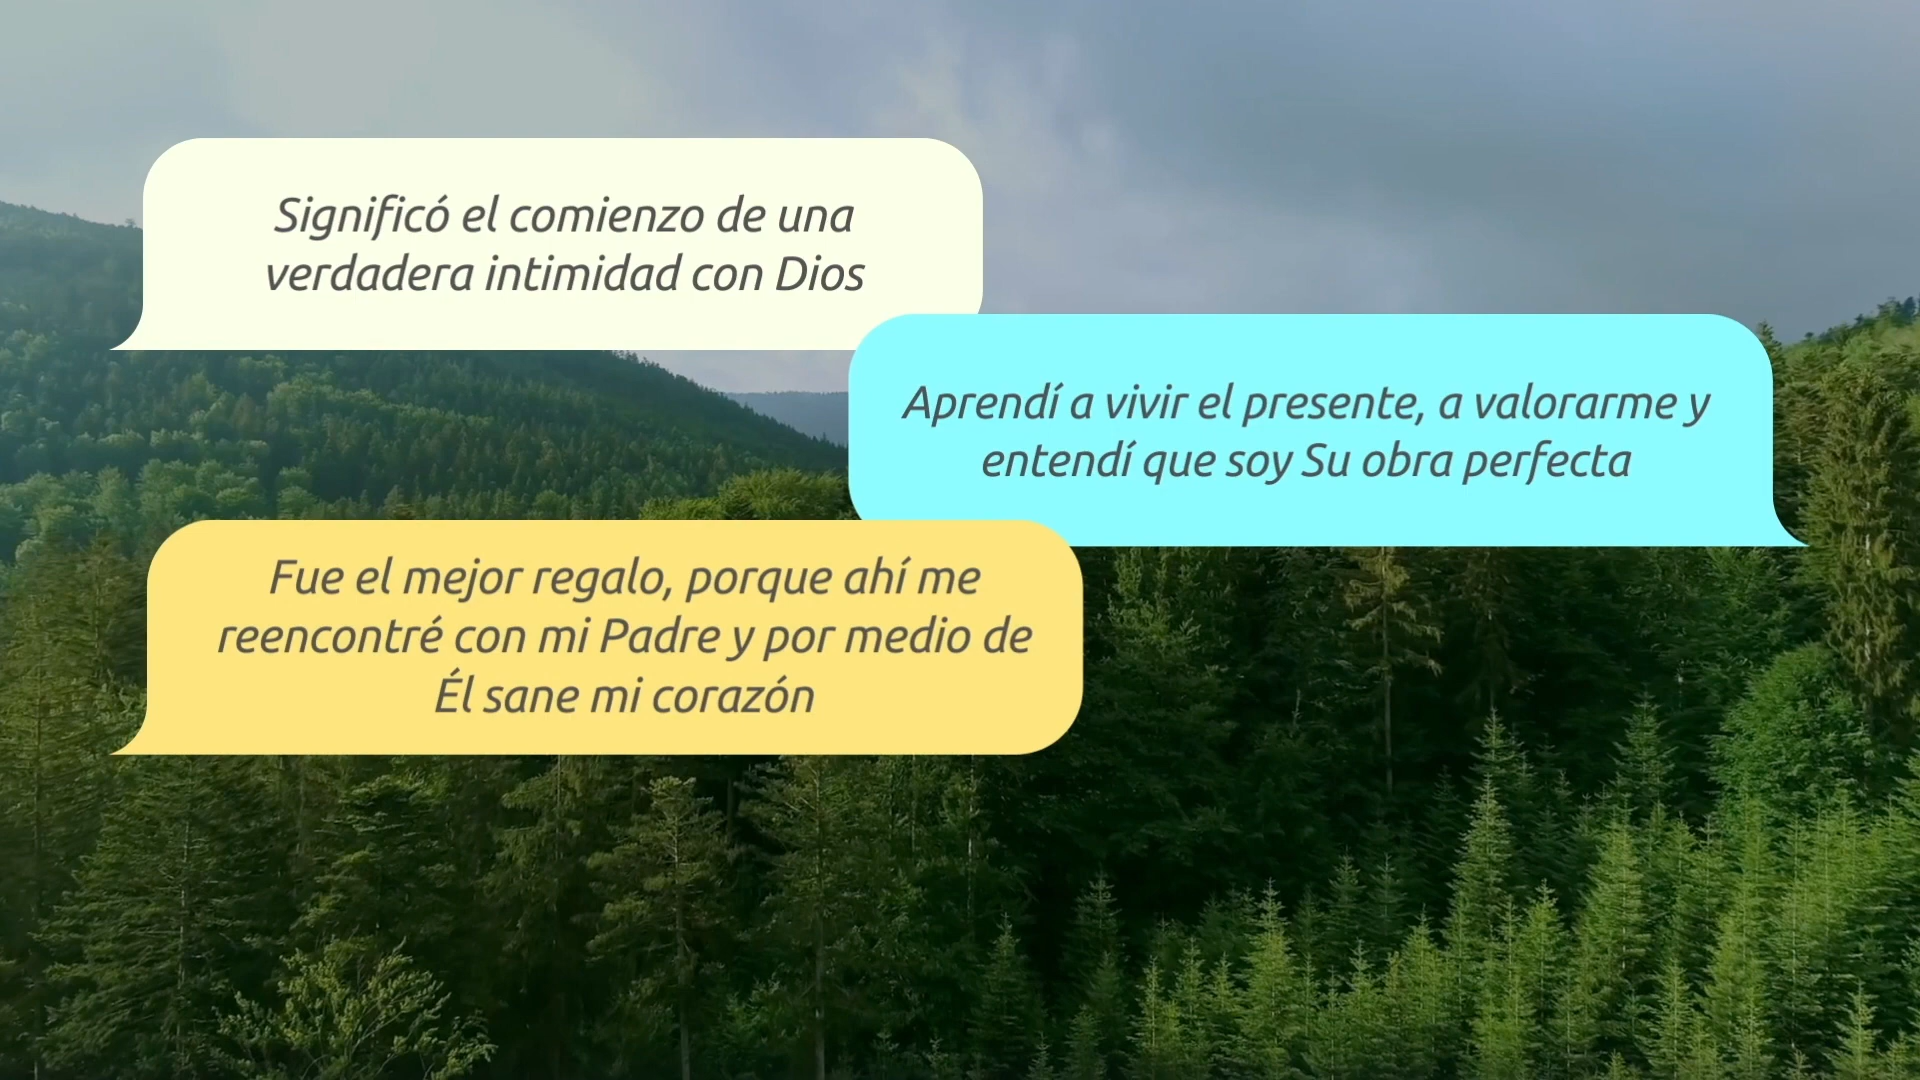 Significó el comienzo de una
verdadera intimidad con Dios
Aprendí a vivir el presente, a valorarme y
entendí que soy Su obra perfecta
Fue el mejor regalo, porque ahí me
reencontré con mi Padre y por medio de
Él sane mi corazón